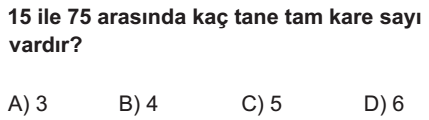 15 ile 75 arasında kaç tane tam kare sayı
vardır?
A) 3 B) 4 C) 5 D) 6